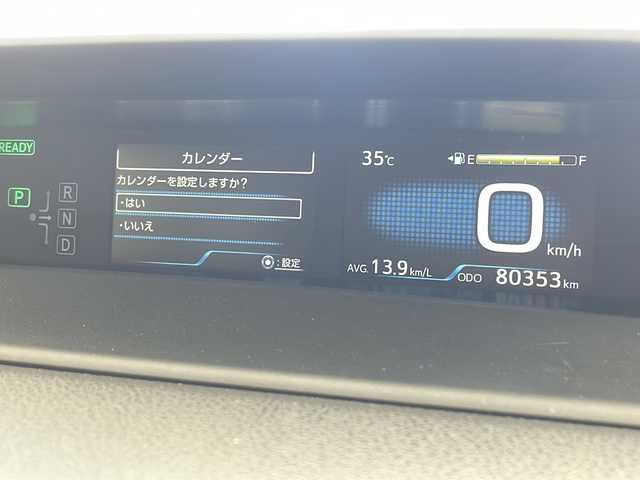 READY
P
R
N
D
カレンダー
カレンダーを設定しますか?
・はい
・いいえ
:設定
35℃
E F
0 km/h
AVG. 13.9 km/L
ODO 80353 km